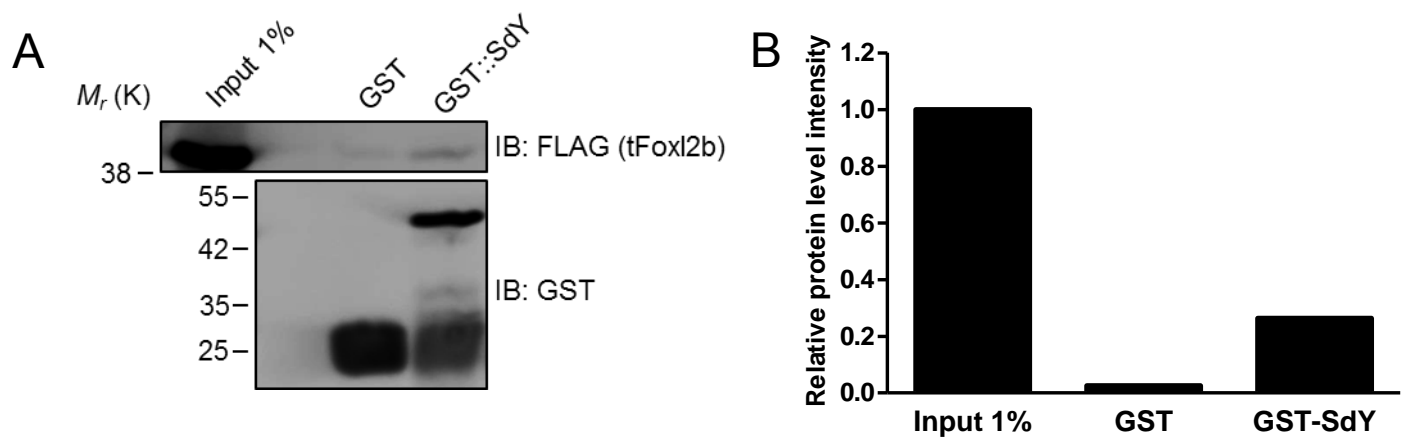 A
Mr (K)
Input 1%
GST
GST::SdY
IB: FLAG (tFoxl2b)
38
55
42
35
25
IB: GST
B
Relative protein level intensity
1.2
1.0
0.8
0.6
0.4
0.2
0.0
Input 1%
GST
GST-SdY